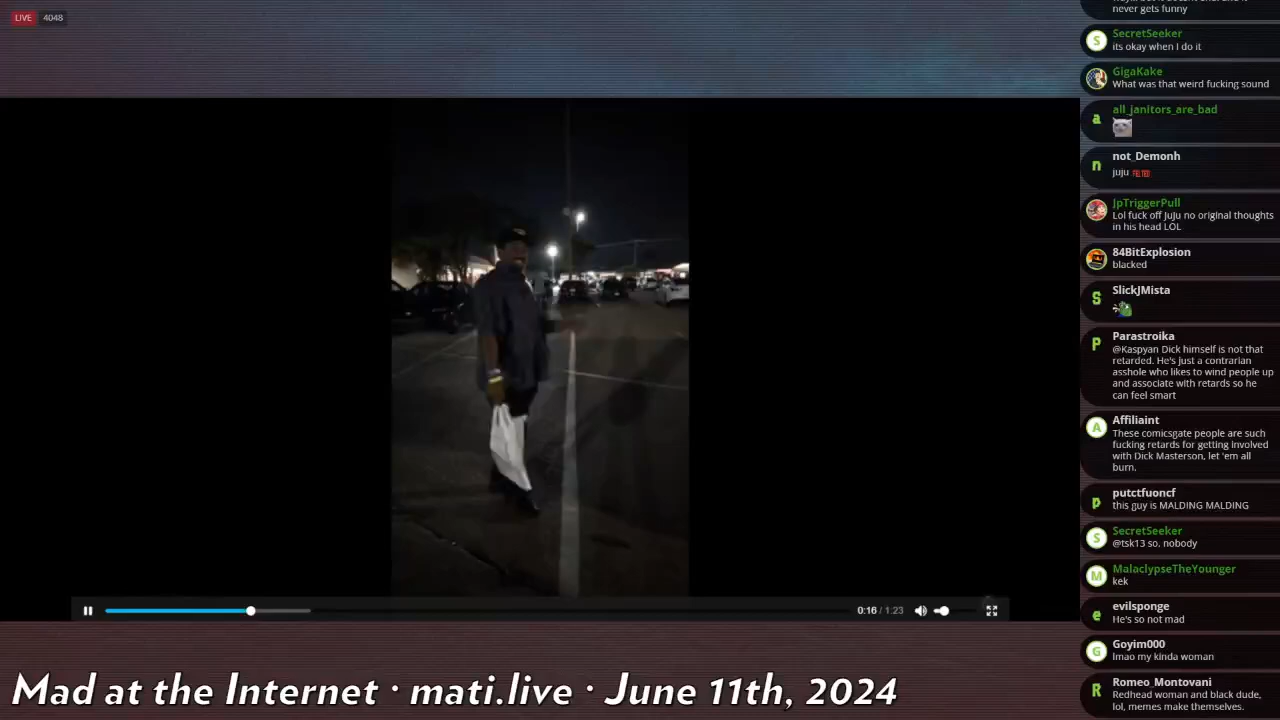 LIVE 4048
never gets funny
SecretSeeker
its okay when I do it
GigaKake
What was that weird fucking sound
all_janitors_are_bad
not_Demonh
juju
JpTriggerPull
Lol fuck off JuJu no original thoughts
in his head LOL
84BitExplosion
blacked
SlickJMista
Parastroika
@Kaspyan Dick himself is not that
retarded. He's just a contrarian
asshole who likes to wind people up
and associate with retards so he
can feel smart
Affiliaint
These comicsgate people are such
fucking retards for getting involved
with Dick Masterson, let 'em all
burn.
putctfuoncf
this guy is MALDING MALDING
SecretSeeker
@tsk13 so, nobody
MalaclypseTheYounger
kek
evilsponge
He's so not mad
Goyim000
lmao my kinda woman
Romeo_Montovani
Redhead woman and black dude,
lol, memes make themselves.
0:16 / 1:23
Mad at the Internet · mati.live · June 11th, 2024